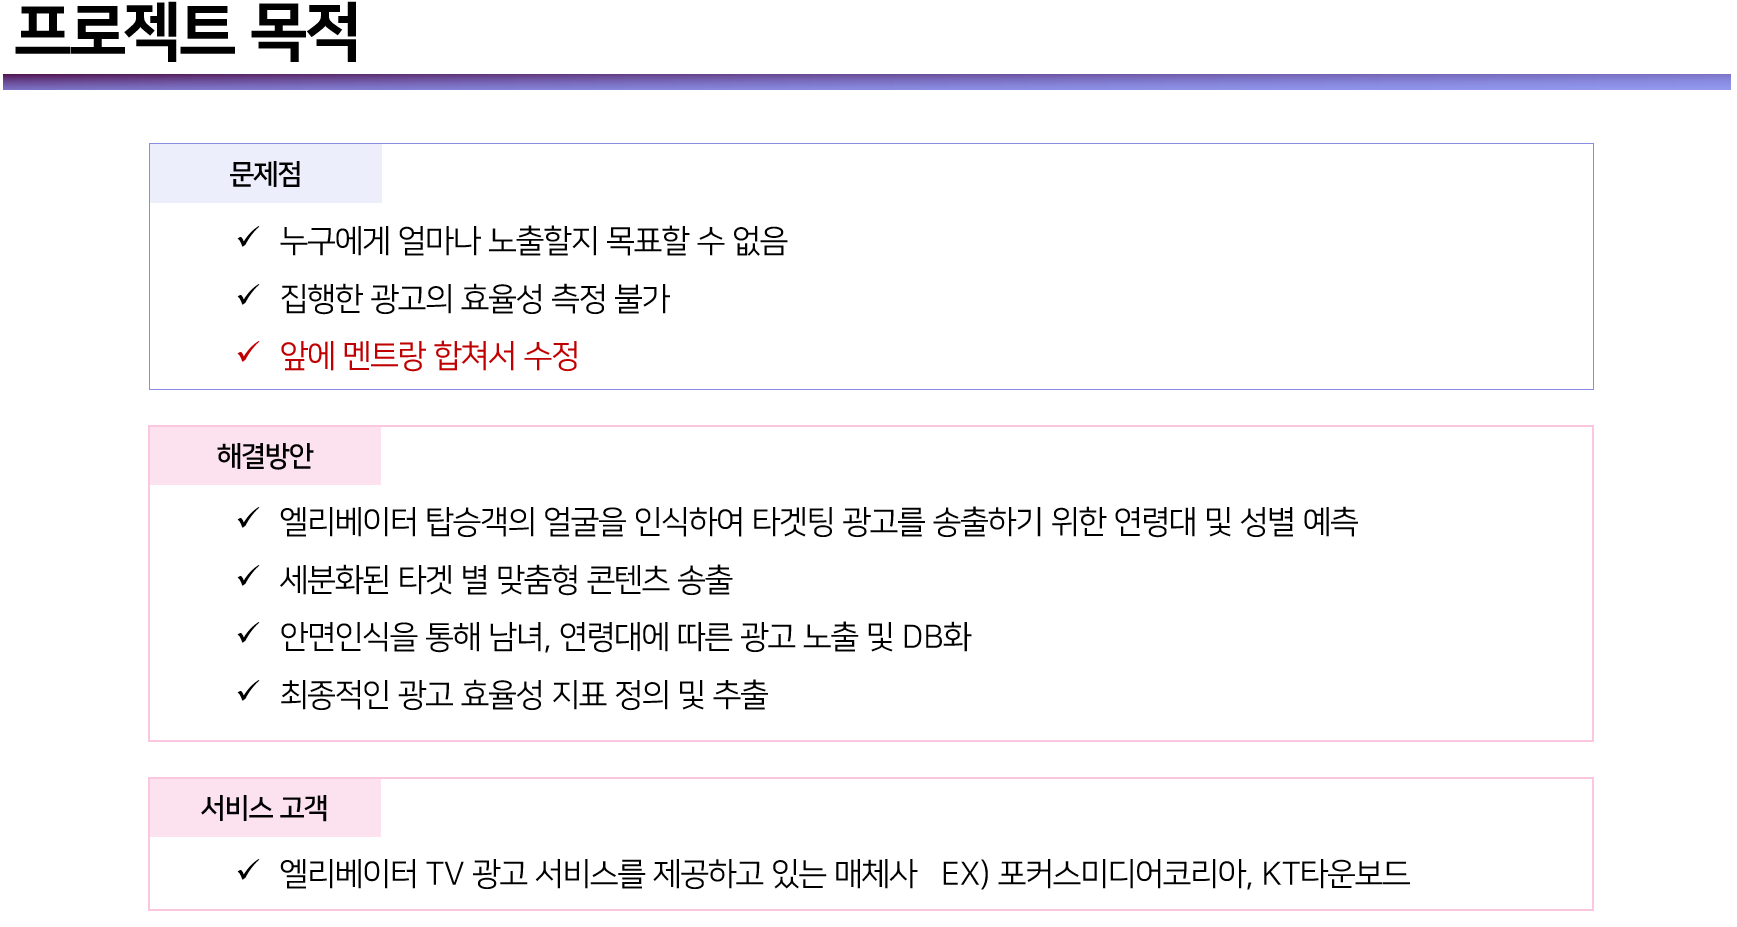 프로젝트 목적
문제점
✓ 누구에게 얼마나 노출할지 목표할 수 없음
✓ 집행한 광고의 효율성 측정 불가
✓ 앞에 멘트랑 합쳐서 수정
해결방안
✓ 엘리베이터 탑승객의 얼굴을 인식하여 타겟팅 광고를 송출하기 위한 연령대 및 성별 예측
✓ 세분화된 타겟 별 맞춤형 콘텐츠 송출
✓ 안면인식을 통해 남녀, 연령대에 따른 광고 노출 및 DB화
✓ 최종적인 광고 효율성 지표 정의 및 추출
서비스 고객
✓ 엘리베이터 TV 광고 서비스를 제공하고 있는 매체사 EX) 포커스미디어코리아, KT타운보드